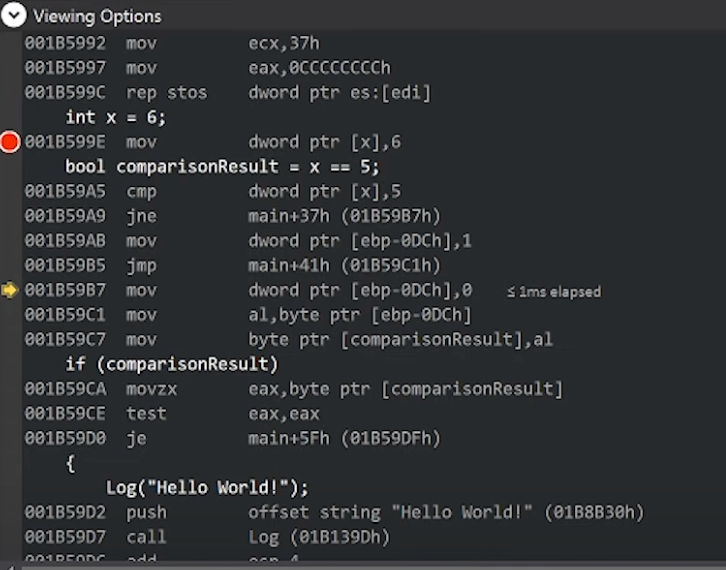 Viewing Options
001B5992 mov ecx,37h
001B5997 mov eax,0CCCCCCCCh
001B599C rep stos dword ptr es:[edi]
int x = 6;
001B599E mov dword ptr [x],6
bool comparisonResult = x == 5;
001B59A5 cmp dword ptr [x],5
001B59A9 jne main+37h (01B59B7h)
001B59AB mov dword ptr [ebp-0DCh],1
001B59B5 jmp main+41h (01B59C1h)
001B59B7 mov dword ptr [ebp-0DCh],0 ≤ 1ms elapsed
001B59C1 mov al,byte ptr [ebp-0DCh]
001B59C7 mov byte ptr [comparisonResult],al
if (comparisonResult)
001B59CA movzx eax,byte ptr [comparisonResult]
001B59CE test eax,eax
001B59D0 je main+5Fh (01B59DFh)
{
Log("Hello World!");
001B59D2 push offset string "Hello World!" (01B8B30h)
001B59D7 call Log (01B139Dh)
001B59DC add esp,4